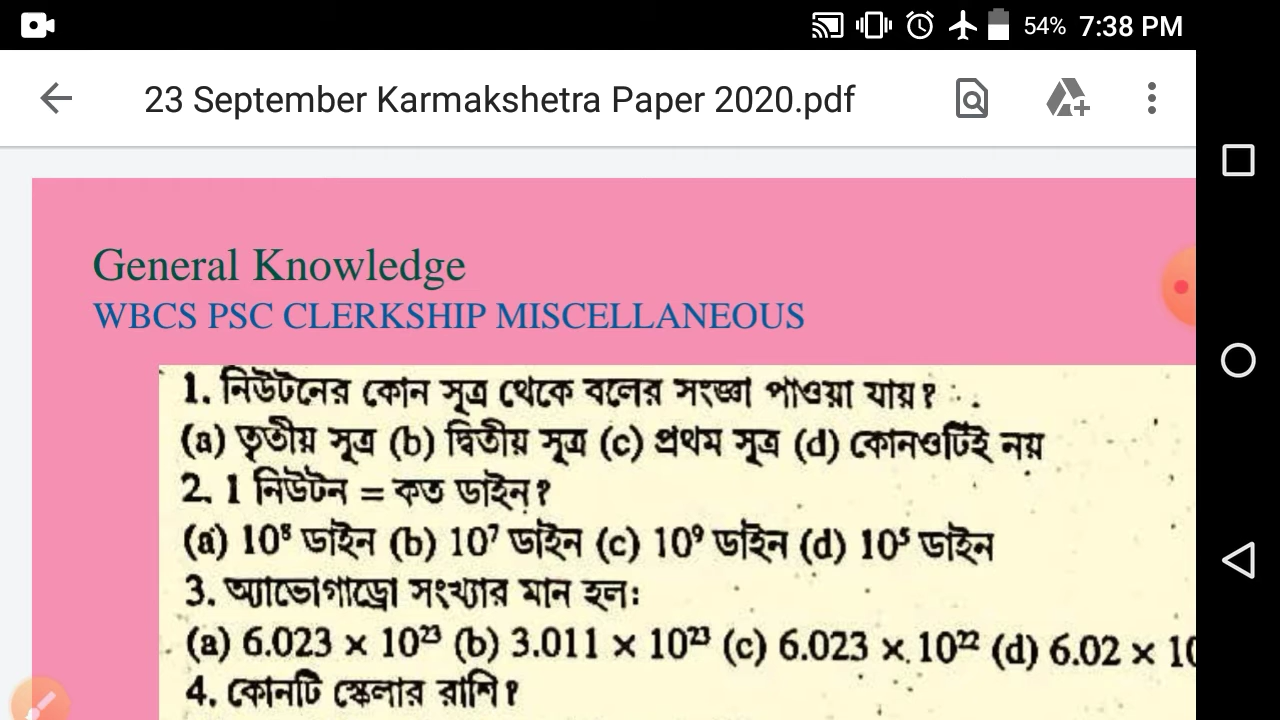 54% 7:38 PM
23 September Karmakshetra Paper 2020.pdf
General Knowledge
WBCS PSC CLERKSHIP MISCELLANEOUS
1. নিউটনের কোন সূত্র থেকে বলের সংজ্ঞা পাওয়া যায়?
(a) তৃতীয় সূত্র (b) দ্বিতীয় সূত্র (c) প্রথম সূত্র (d) কোনওটিই নয়
2. 1 নিউটন = কত ডাইন?
(a) 10⁸ ডাইন (b) 10⁷ ডাইন (c) 10⁹ ডাইন (d) 10⁵ ডাইন
3. অ্যাভোগাড্রো সংখ্যার মান হল:
(a) 6.023 × 10²³ (b) 3.011 × 10²³ (c) 6.023 × 10²² (d) 6.02 × 10
4. কোনটি স্কেলার রাশি?